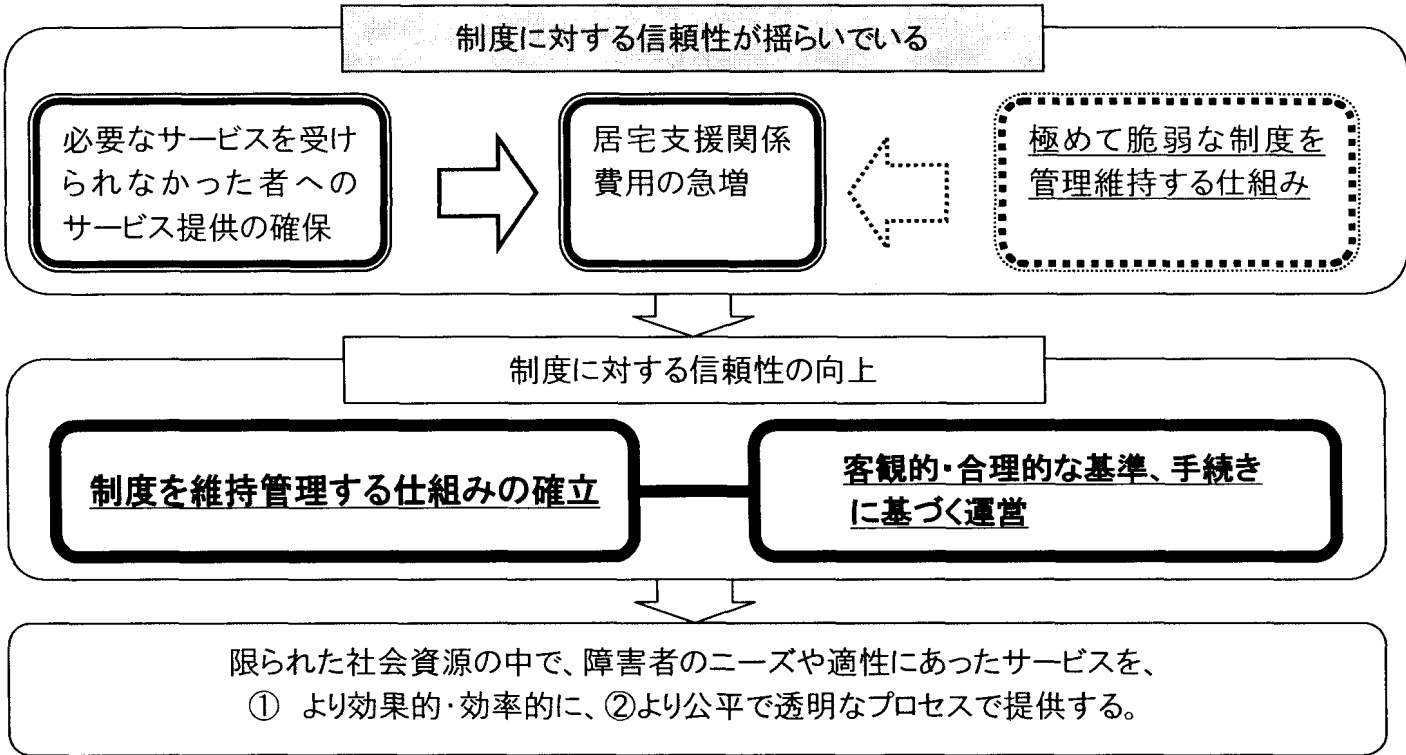 制度に対する信頼性が揺らいでいる
必要なサービスを受け
られなかった者への
サービス提供の確保
居宅支援関係
費用の急増
極めて脆弱な制度を
管理維持する仕組み
制度に対する信頼性の向上
制度を維持管理する仕組みの確立
客観的・合理的な基準、手続き
に基づく運営
限られた社会資源の中で、障害者のニーズや適性にあったサービスを、
① より効果的・効率的に、②より公平で透明なプロセスで提供する。